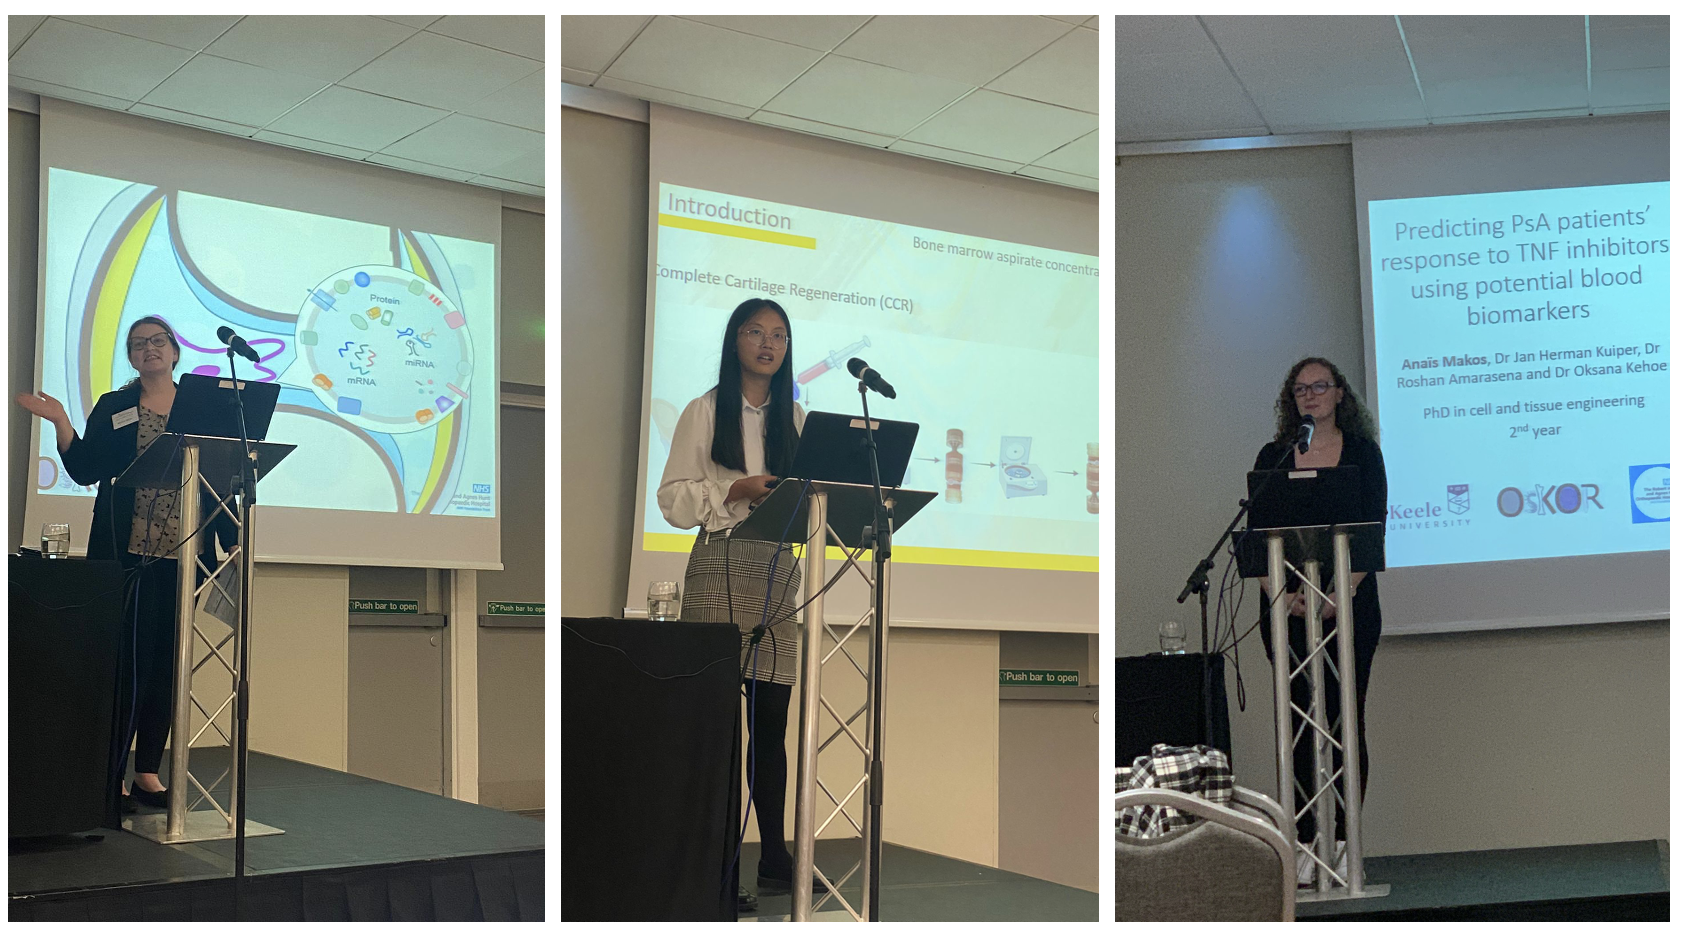 Protein
mRNA
miRNA
NHS
Push bar to open
Push bar to ope
Introduction
Bone marrow aspirate concentra
Complete Cartilage Regeneration (CCR)
Push bar to open
Predicting PsA patients'
response to TNF inhibitors
using potential blood
biomarkers
Anaïs Makos, Dr Jan Herman Kuiper, Dr
Roshan Amarasena and Dr Oksana Kehoe
PhD in cell and tissue engineering
2nd year
Keele
UNIVERSITY
OsKOR